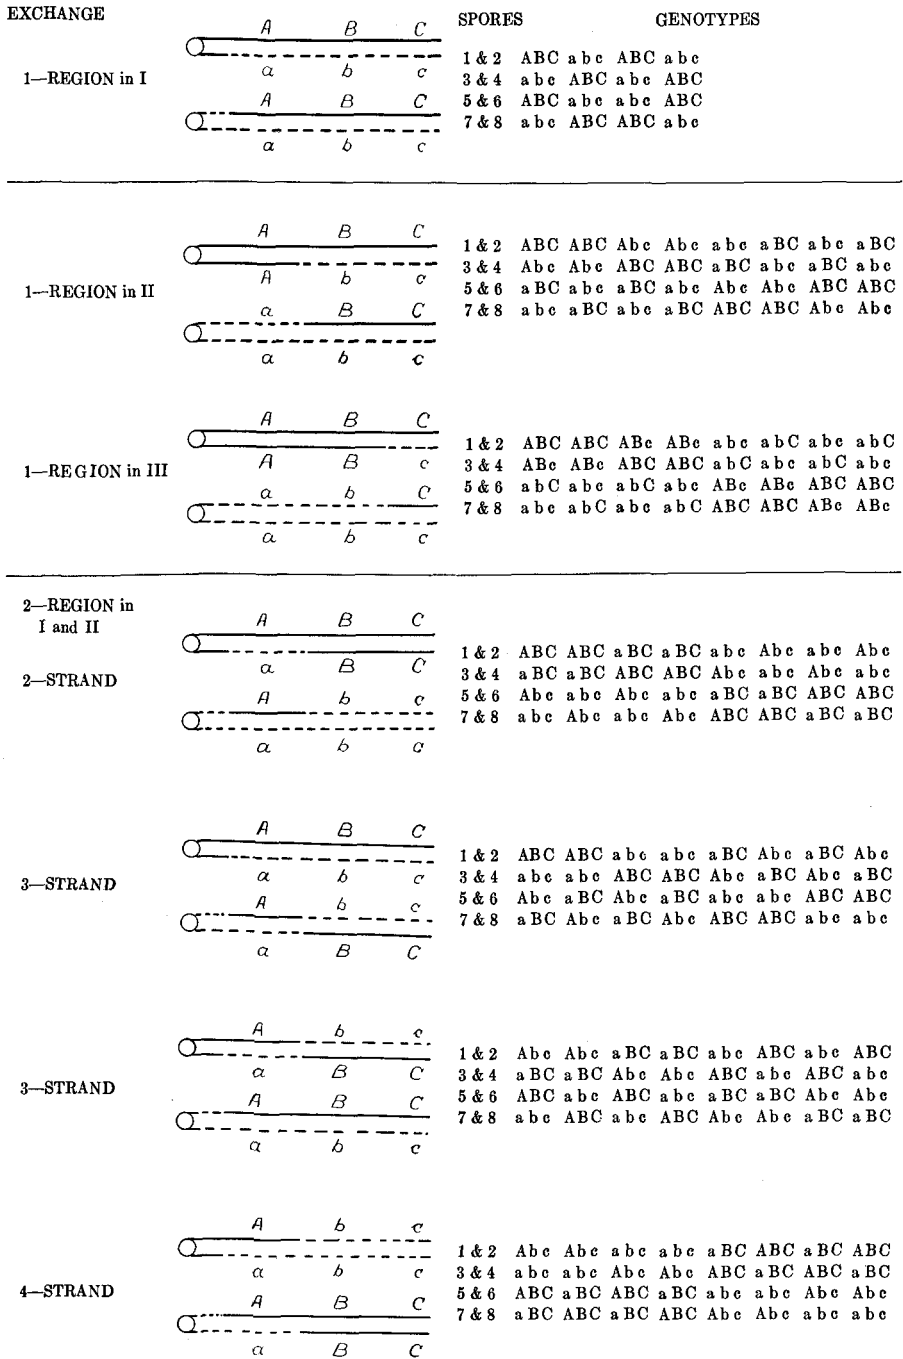 EXCHANGE SPORES GENOTYPES
A B C
1 & 2 ABC abc ABC abc
a b c
3 & 4 abc ABC abc ABC
1—REGION in I
A B C
5 & 6 ABC abc abc ABC
7 & 8 abc ABC ABC abc
a b c
A B C
1 & 2 ABC ABC Abc Abc abc aBC abc aBC
3 & 4 Abc Abc ABC ABC aBC abc aBC abc
A b c
1—REGION in II
5 & 6 aBC abc aBC abc Abc Abc ABC ABC
a B C
7 & 8 abc aBC abc aBC ABC ABC Abc Abc
a b c
A B C
1 & 2 ABC ABC ABc ABc abc abC abc abC
A B c
1—REGION in III
3 & 4 ABc ABc ABC ABC abC abc abC abc
a b C
5 & 6 abC abc abC abc ABc ABc ABC ABC
7 & 8 abc abC abc abC ABC ABC ABc ABc
a b c
2—REGION in
I and II
A B C
1 & 2 ABC ABC aBC aBC abc Abc abc Abc
a B C
3 & 4 aBC aBC ABC ABC Abc abc Abc abc
2—STRAND
A b c
5 & 6 Abc abc Abc abc aBC aBC ABC ABC
7 & 8 abc Abc abc Abc ABC ABC aBC aBC
a b c
A B C
1 & 2 ABC ABC abc abc aBC Abc aBC Abc
a b c
3—STRAND
3 & 4 abc abc ABC ABC Abc aBC Abc aBC
A b c
5 & 6 Abc aBC Abc aBC abc abc ABC ABC
7 & 8 aBC Abc aBC Abc ABC ABC abc abc
a B C
A b c
1 & 2 Abc Abc aBC aBC abc ABC abc ABC
a B C
3 & 4 aBC aBC Abc Abc ABC abc ABC abc
3—STRAND
A B C
5 & 6 ABC abc ABC abc aBC aBC Abc Abc
7 & 8 abc ABC abc ABC Abc Abc aBC aBC
a b c
A b c
1 & 2 Abc Abc abc abc aBC ABC aBC ABC
a b c
3 & 4 abc abc Abc Abc ABC aBC ABC aBC
4—STRAND
A B C
5 & 6 ABC aBC ABC aBC abc abc Abc Abc
7 & 8 aBC ABC aBC ABC Abc Abc abc abc
a B C